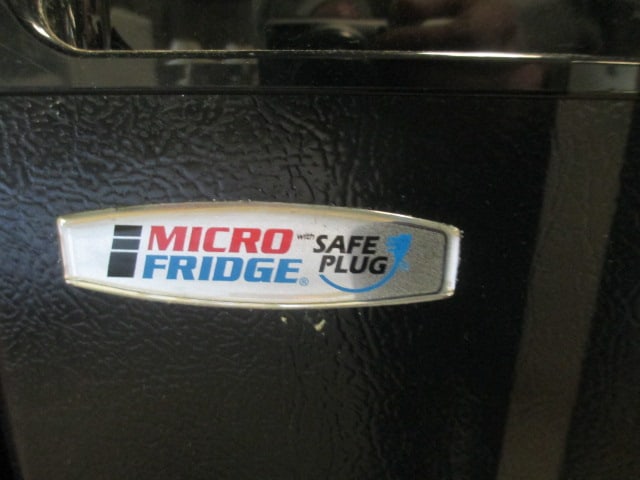 MICRO
FRIDGE®
with SAFE
PLUG